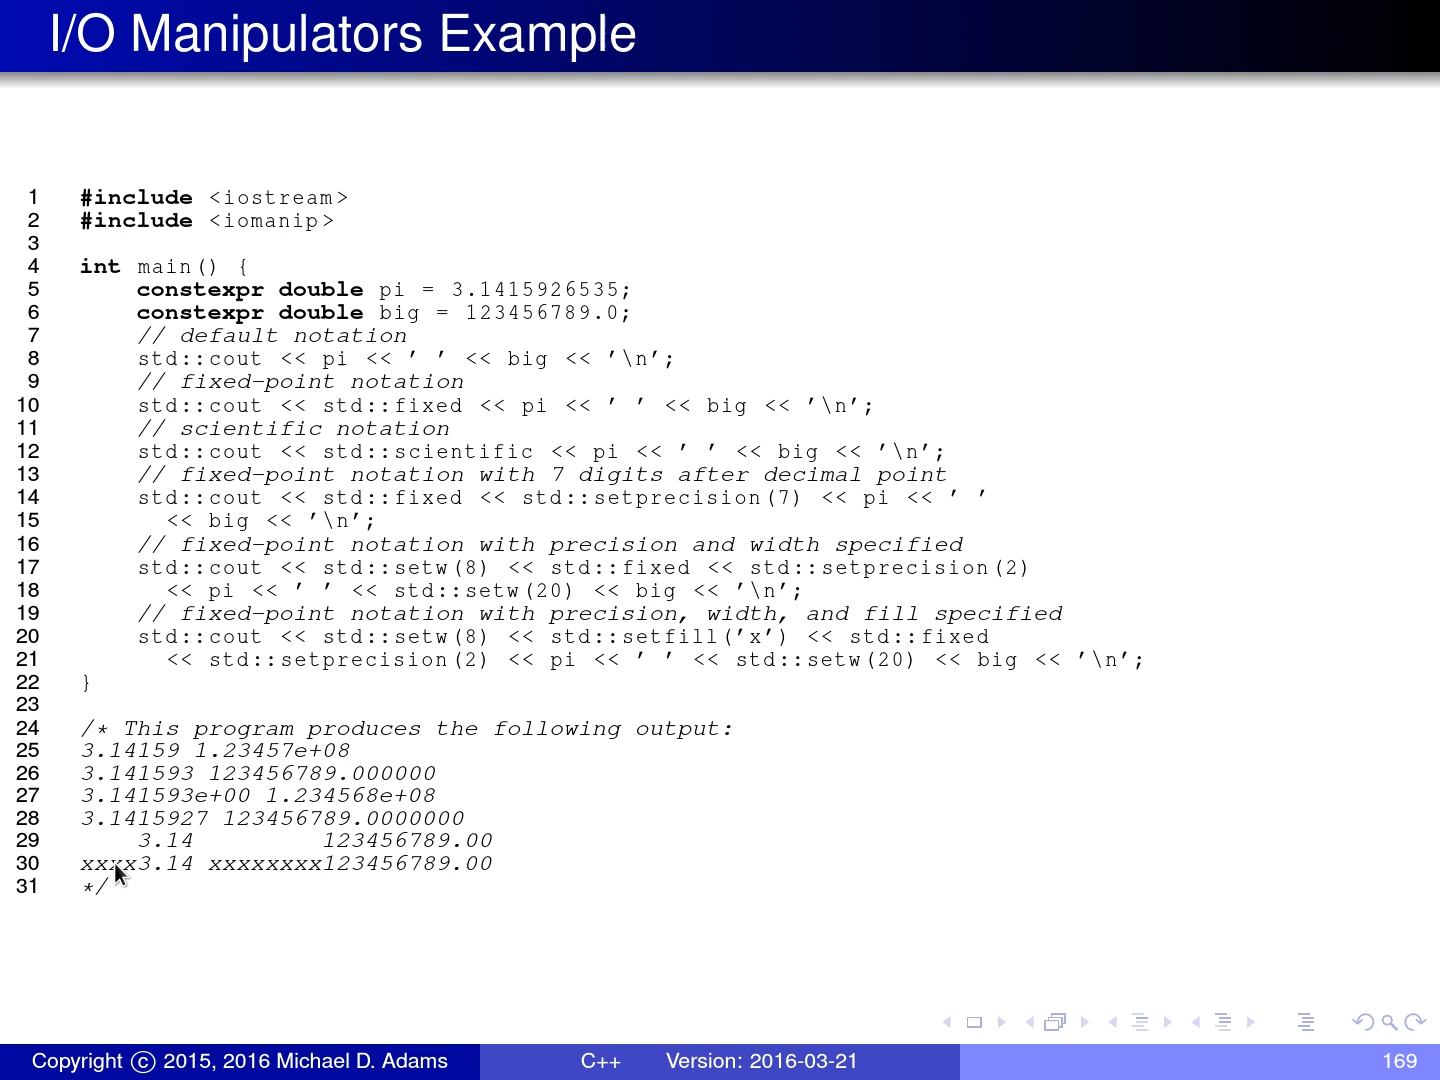 I/O Manipulators Example
1 #include <iostream>
2 #include <iomanip>
3
4 int main() {
5     constexpr double pi = 3.1415926535;
6     constexpr double big = 123456789.0;
7     // default notation
8     std::cout << pi << ' ' << big << '\n';
9     // fixed-point notation
10     std::cout << std::fixed << pi << ' ' << big << '\n';
11     // scientific notation
12     std::cout << std::scientific << pi << ' ' << big << '\n';
13     // fixed-point notation with 7 digits after decimal point
14     std::cout << std::fixed << std::setprecision(7) << pi << ' '
15       << big << '\n';
16     // fixed-point notation with precision and width specified
17     std::cout << std::setw(8) << std::fixed << std::setprecision(2)
18       << pi << ' ' << std::setw(20) << big << '\n';
19     // fixed-point notation with precision, width, and fill specified
20     std::cout << std::setw(8) << std::setfill('x') << std::fixed
21       << std::setprecision(2) << pi << ' ' << std::setw(20) << big << '\n';
22 }
23
24 /* This program produces the following output:
25 3.14159 1.23457e+08
26 3.141593 123456789.000000
27 3.141593e+00 1.234568e+08
28 3.1415927 123456789.0000000
29     3.14         123456789.00
30 xxxx3.14 xxxxxxxx123456789.00
31 */
Copyright © 2015, 2016 Michael D. Adams C++ Version: 2016-03-21 169